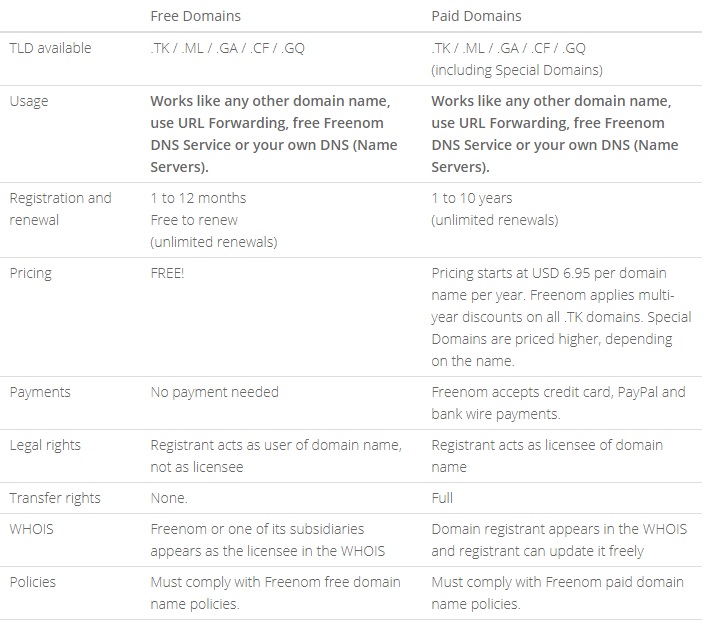 Free Domains Paid Domains
TLD available .TK / .ML / .GA / .CF / .GQ .TK / .ML / .GA / .CF / .GQ
(including Special Domains)
Usage Works like any other domain name, Works like any other domain name,
use URL Forwarding, free Freenom use URL Forwarding, free Freenom
DNS Service or your own DNS (Name DNS Service or your own DNS (Name
Servers). Servers).
Registration and 1 to 12 months 1 to 10 years
renewal Free to renew (unlimited renewals)
(unlimited renewals)
Pricing FREE! Pricing starts at USD 6.95 per domain
name per year. Freenom applies multi-
year discounts on all .TK domains. Special
Domains are priced higher, depending
on the name.
Payments No payment needed Freenom accepts credit card, PayPal and
bank wire payments.
Legal rights Registrant acts as user of domain name, Registrant acts as licensee of domain
not as licensee name
Transfer rights None. Full
WHOIS Freenom or one of its subsidiaries Domain registrant appears in the WHOIS
appears as the licensee in the WHOIS and registrant can update it freely
Policies Must comply with Freenom free domain Must comply with Freenom paid domain
name policies. name policies.